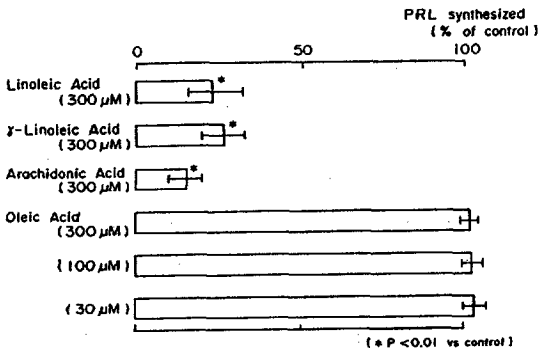 PRL synthesized
( % of control)
0 50 100
Linoleic Acid
(300 µM)
*
γ-Linoleic Acid
(300 µM)
*
Arachidonic Acid
(300 µM)
*
Oleic Acid
(300 µM)
(100 µM)
(30 µM)
( * P <0.01 vs control)